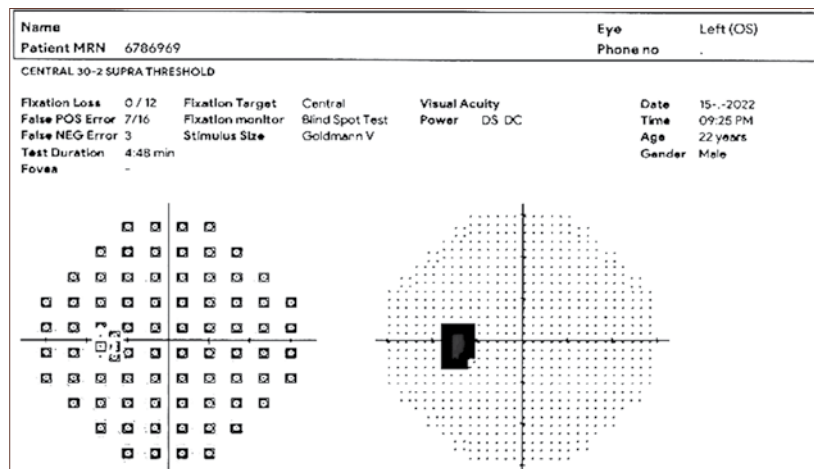 Name Eye Left (OS)
Patient MRN 6786969 Phone no .
CENTRAL 30-2 SUPRA THRESHOLD
Fixation Loss 0/12 Fixation Target Central Visual Acuity Date 15-.-2022
False POS Error 7/16 Fixation monitor Blind Spot Test Power DS DC Time 09:25 PM
False NEG Error 3 Stimulus Size Goldmann V Age 22 years
Test Duration 4:48 min Gender Male
Fovea -